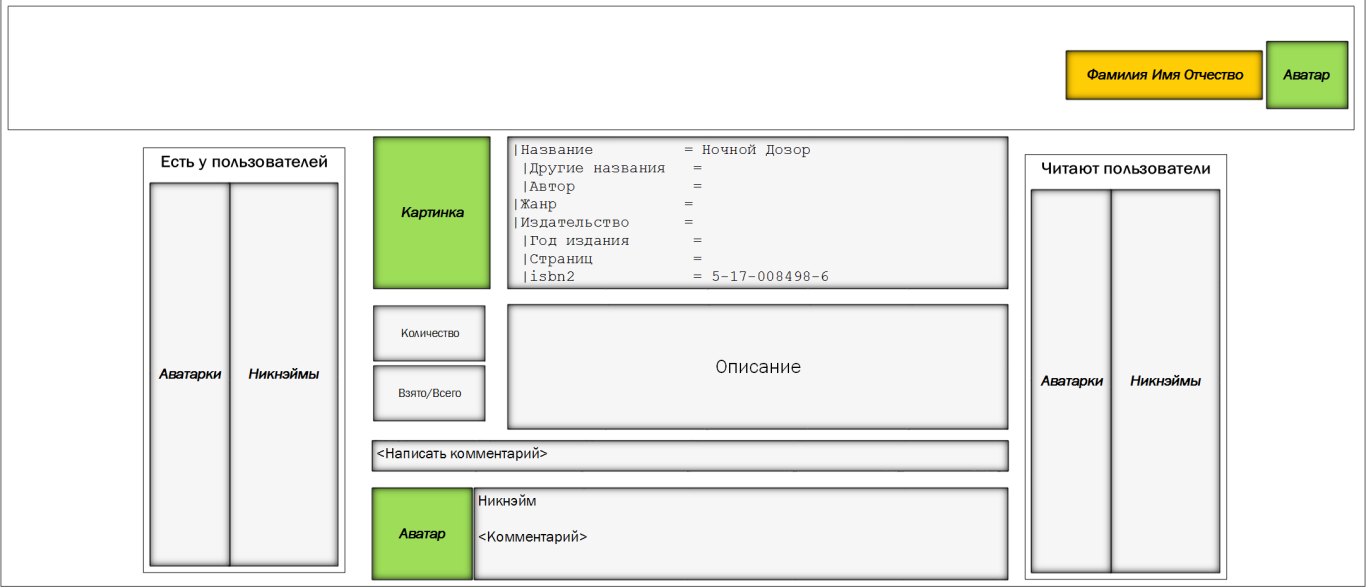 Фамилия Имя Отчество
Аватар
Есть у пользователей
Аватарки
Никнэймы
Картинка
|Название = Ночной Дозор
|Другие названия =
|Автор =
|Жанр =
|Издательство =
|Год издания =
|Страниц =
|isbn2 = 5-17-008498-6
Количество
Взято/Всего
Описание
<Написать комментарий>
Аватар
Никнэйм
<Комментарий>
Читают пользователи
Аватарки
Никнэймы